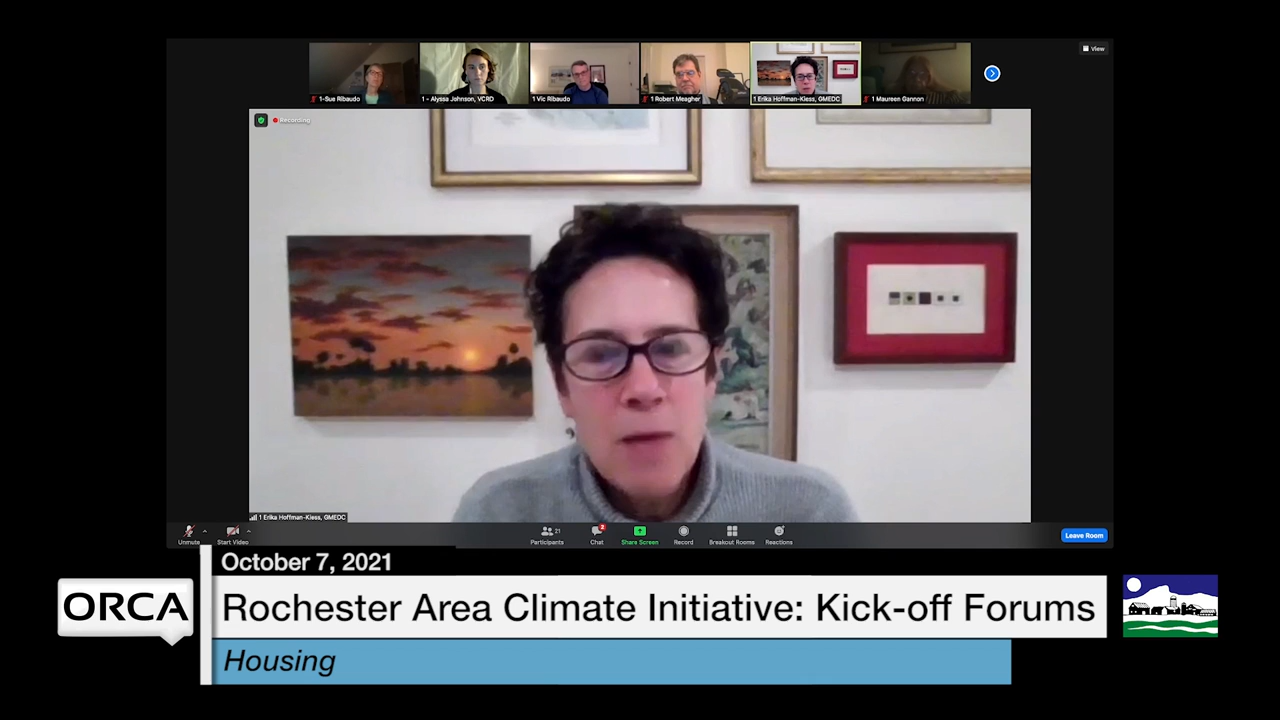 View
1-Sue Ribaudo
1 - Alyssa Johnson, VCRD
1 Vic Ribaudo
1 Robert Meagher
1 Erika Hoffman-Kiess, GMEDC
1 Maureen Gannon
Recording
1 Erika Hoffman-Kiess, GMEDC
Unmute
Start Video
Participants
21
Chat
2
Share Screen
Record
Breakout Rooms
Reactions
Leave Room
October 7, 2021
ORCA
Rochester Area Climate Initiative: Kick-off Forums
Housing